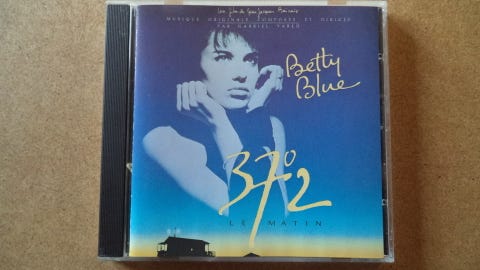 Un film de Jean-Jacques Beineix
MUSIQUE ORIGINALE COMPOSÉE ET DIRIGÉE
PAR GABRIEL YARED
Betty
Blue
37°2
LE MATIN